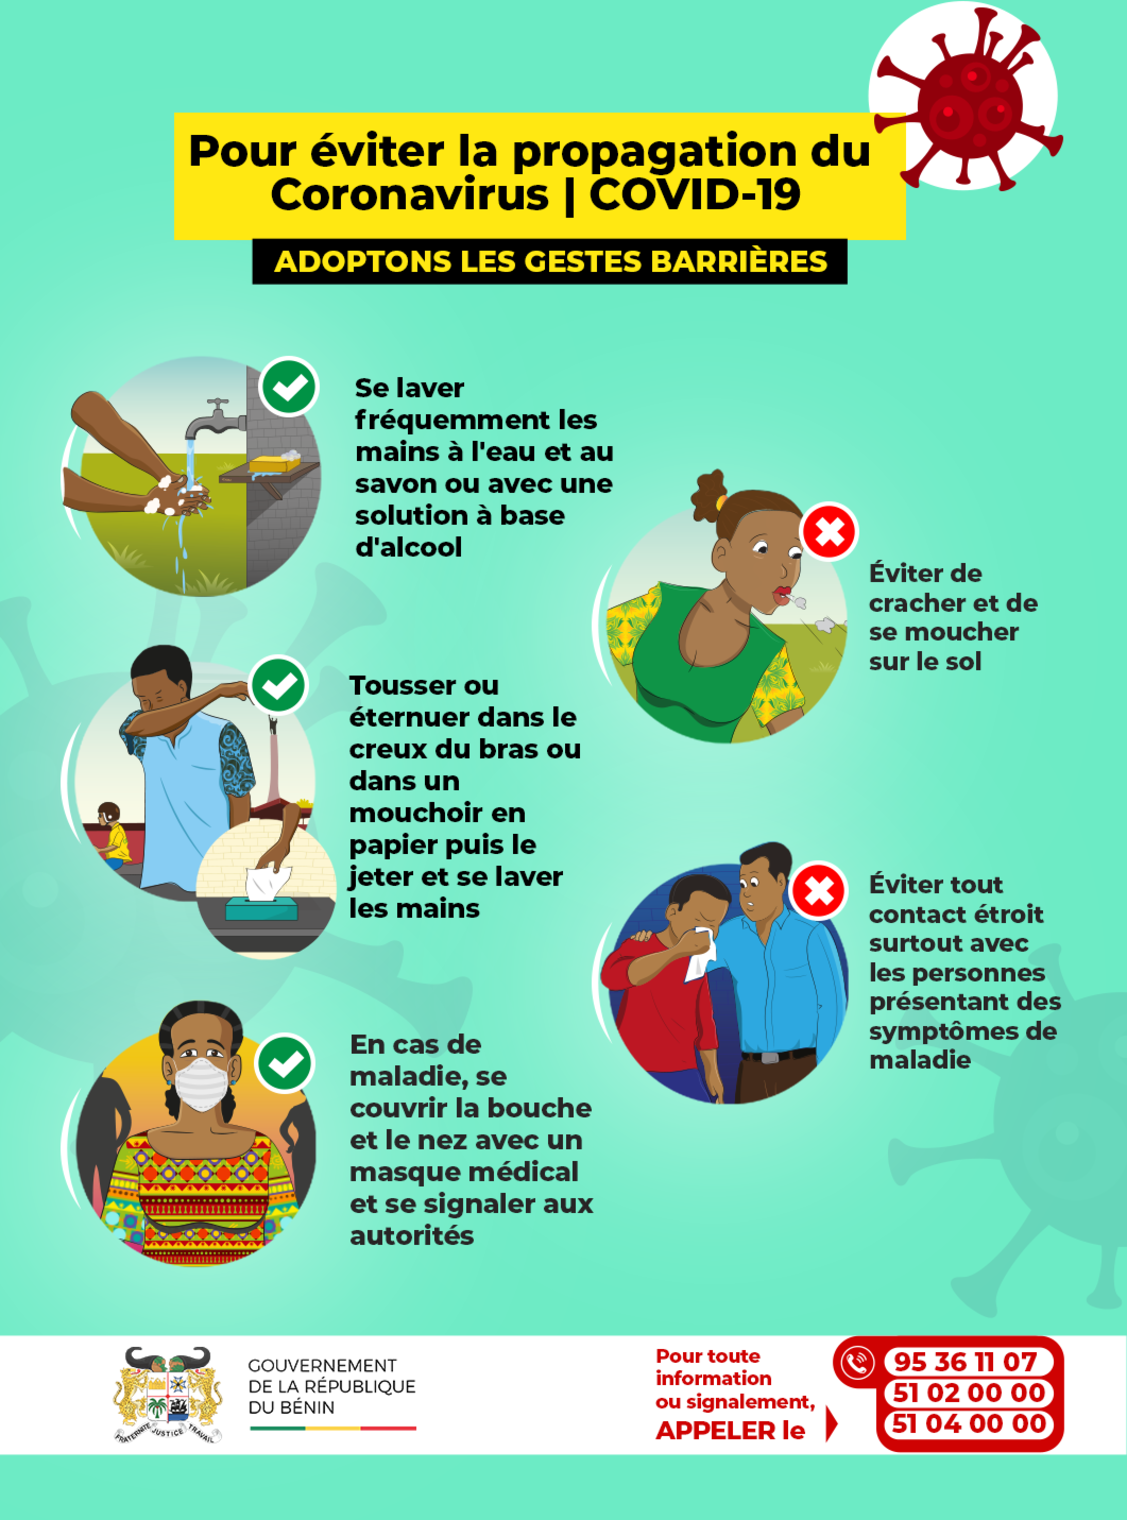 Pour éviter la propagation du
Coronavirus | COVID-19
ADOPTONS LES GESTES BARRIÈRES
Se laver
fréquemment les
mains à l'eau et au
savon ou avec une
solution à base
d'alcool
Éviter de
cracher et de
se moucher
sur le sol
Tousser ou
éternuer dans le
creux du bras ou
dans un
mouchoir en
papier puis le
jeter et se laver
les mains
Éviter tout
contact étroit
surtout avec
les personnes
présentant des
symptômes de
maladie
En cas de
maladie, se
couvrir la bouche
et le nez avec un
masque médical
et se signaler aux
autorités
FRATERNITE JUSTICE TRAVAIL
GOUVERNEMENT
DE LA RÉPUBLIQUE
DU BÉNIN
Pour toute
information
ou signalement,
APPELER le
95 36 11 07
51 02 00 00
51 04 00 00